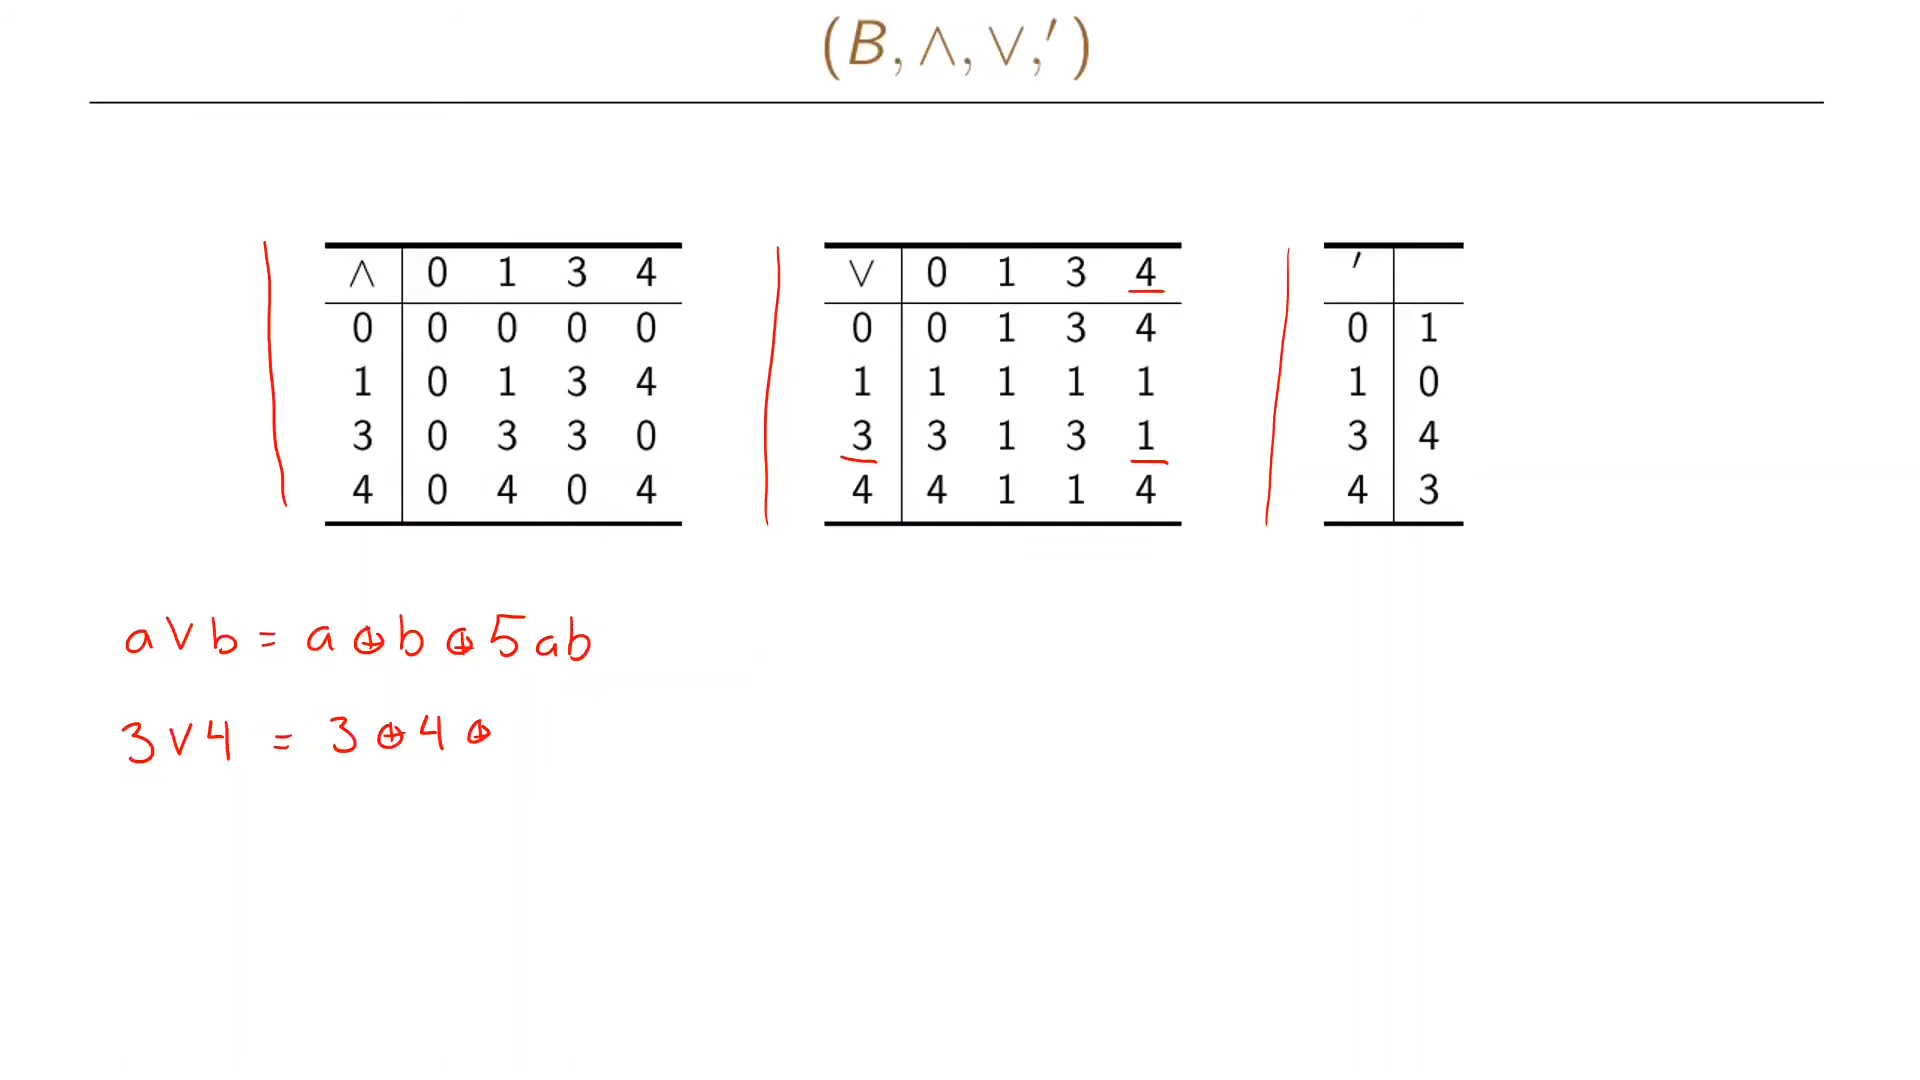 (B, ∧, ∨, ′)
∧ 0 1 3 4
0 0 0 0 0
1 0 1 3 4
3 0 3 3 0
4 0 4 0 4
∨ 0 1 3 4
0 0 1 3 4
1 1 1 1 1
3 3 1 3 1
4 4 1 1 4
′
0 1
1 0
3 4
4 3
a∨b = a⊕b⊕5ab
3∨4 = 3⊕4⊕